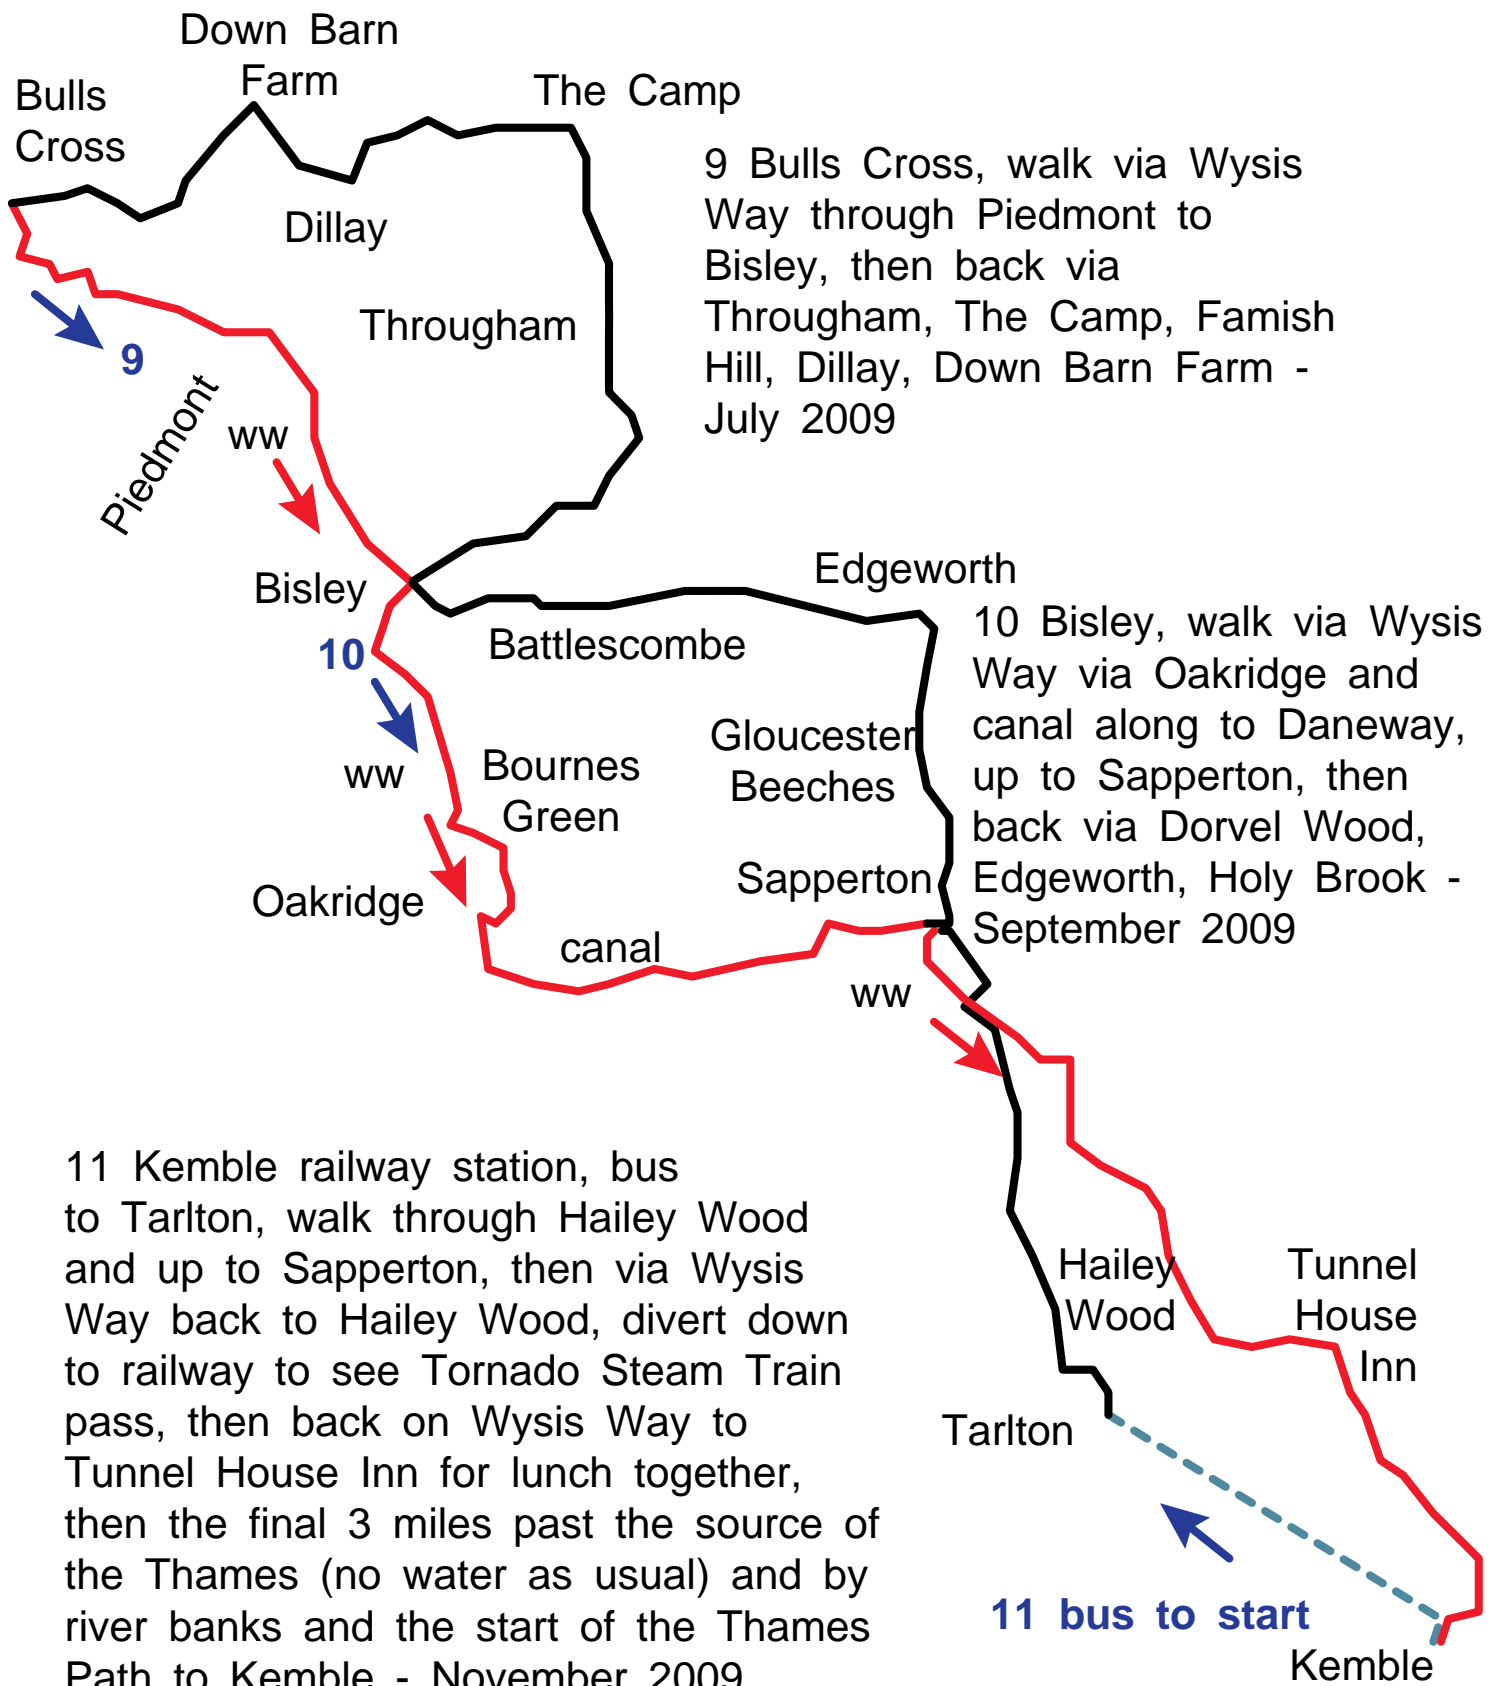 Down Barn
Farm
Bulls
Cross
The Camp
9 Bulls Cross, walk via Wysis
Way through Piedmont to
Bisley, then back via
Througham, The Camp, Famish
Hill, Dillay, Down Barn Farm -
July 2009
Dillay
Througham
9
Piedmont
ww
Bisley
Edgeworth
10
Battlescombe
10 Bisley, walk via Wysis
Way via Oakridge and
canal along to Daneway,
up to Sapperton, then
back via Dorvel Wood,
Edgeworth, Holy Brook -
September 2009
ww
Bournes
Green
Gloucester
Beeches
Sapperton
Oakridge
canal
ww
11 Kemble railway station, bus
to Tarlton, walk through Hailey Wood
and up to Sapperton, then via Wysis
Way back to Hailey Wood, divert down
to railway to see Tornado Steam Train
pass, then back on Wysis Way to
Tunnel House Inn for lunch together,
then the final 3 miles past the source of
the Thames (no water as usual) and by
river banks and the start of the Thames
Path to Kemble - November 2009
Hailey
Wood
Tunnel
House
Inn
Tarlton
11 bus to start
Kemble